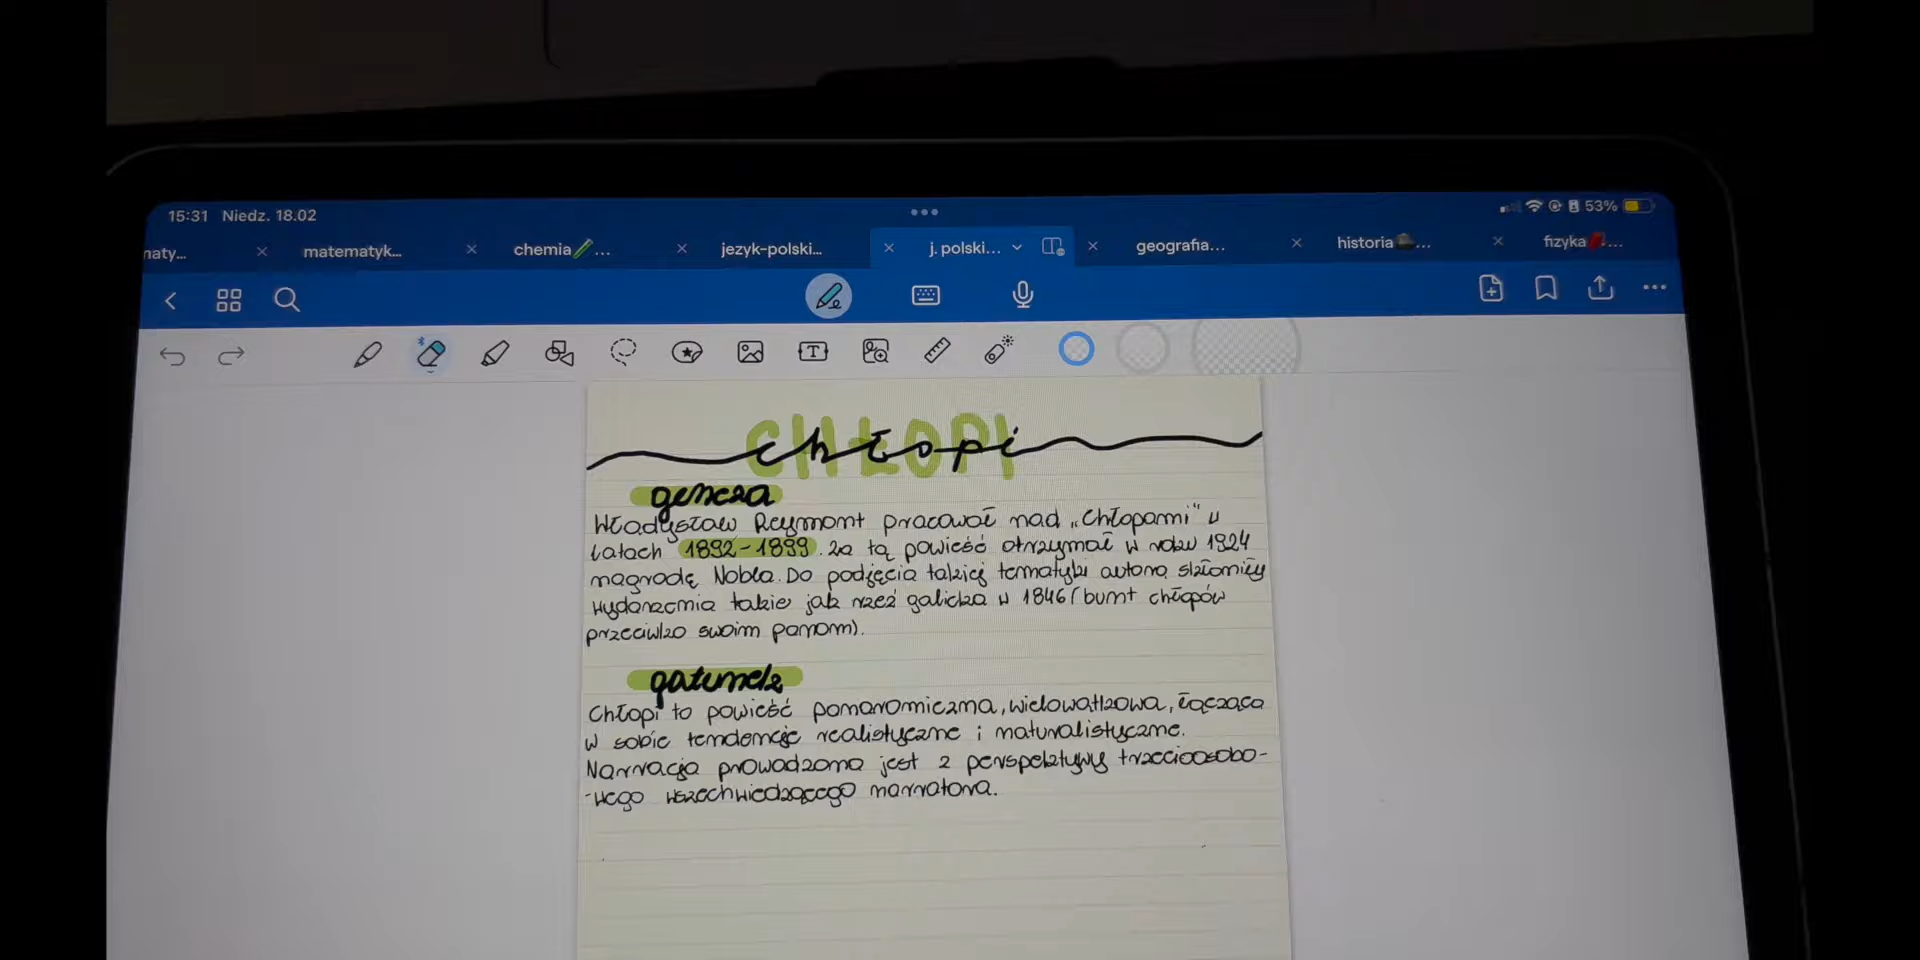 15:31 Niedz. 18.02
53%
naty...
matematyk...
chemia...
jezyk-polski...
j. polski...
geografia...
historia...
fizyka...
CHŁOPI
chłopi
geneza
Władysław Reymont pracował nad „Chłopami" w
latach 1892-1899. za tą powieść otrzymał w roku 1924
nagrodę Nobla. Do podjęcia takiej tematyki autora skłoniły
wydarzenia takie jak rzeź galicka w 1846 (bunt chłopów
przeciwko swoim panom).
gatunek
Chłopi to powieść panoramiczna, wielowątkowa, łącząca
w sobie tendencje realistyczne i naturalistyczne.
Narracja prowadzona jest z perspektywy trzecioosobo-
-wego wszechwiedzącego narratora.